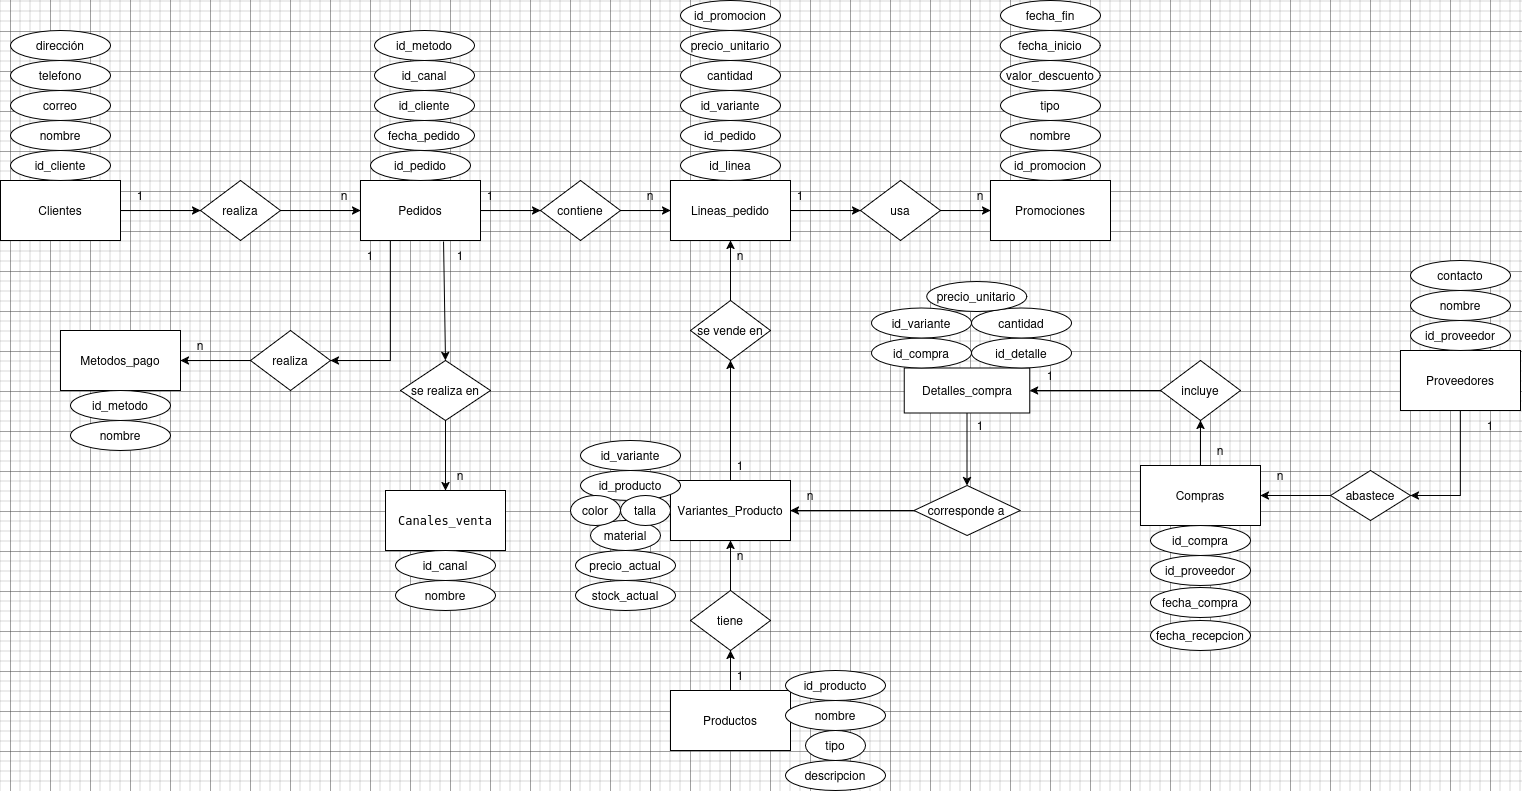 id_promocion
fecha_fin
dirección
id_metodo
precio_unitario
fecha_inicio
telefono
id_canal
cantidad
valor_descuento
correo
id_cliente
id_variante
tipo
nombre
fecha_pedido
id_pedido
nombre
id_cliente
id_pedido
id_linea
id_promocion
1
n
1
n
1
n
Clientes
realiza
Pedidos
contiene
Lineas_pedido
usa
Promociones
1
1
n
contacto
precio_unitario
nombre
id_variante
cantidad
se vende en
id_proveedor
n
id_compra
id_detalle
Metodos_pago
realiza
1
Proveedores
se realiza en
Detalles_compra
incluye
id_metodo
1
1
nombre
n
id_variante
1
n
n
id_producto
n
Compras
abastece
color
talla
Variantes_Producto
corresponde a
Canales_venta
material
id_compra
n
id_canal
precio_actual
id_proveedor
nombre
stock_actual
fecha_compra
tiene
fecha_recepcion
1
id_producto
Productos
nombre
tipo
descripcion